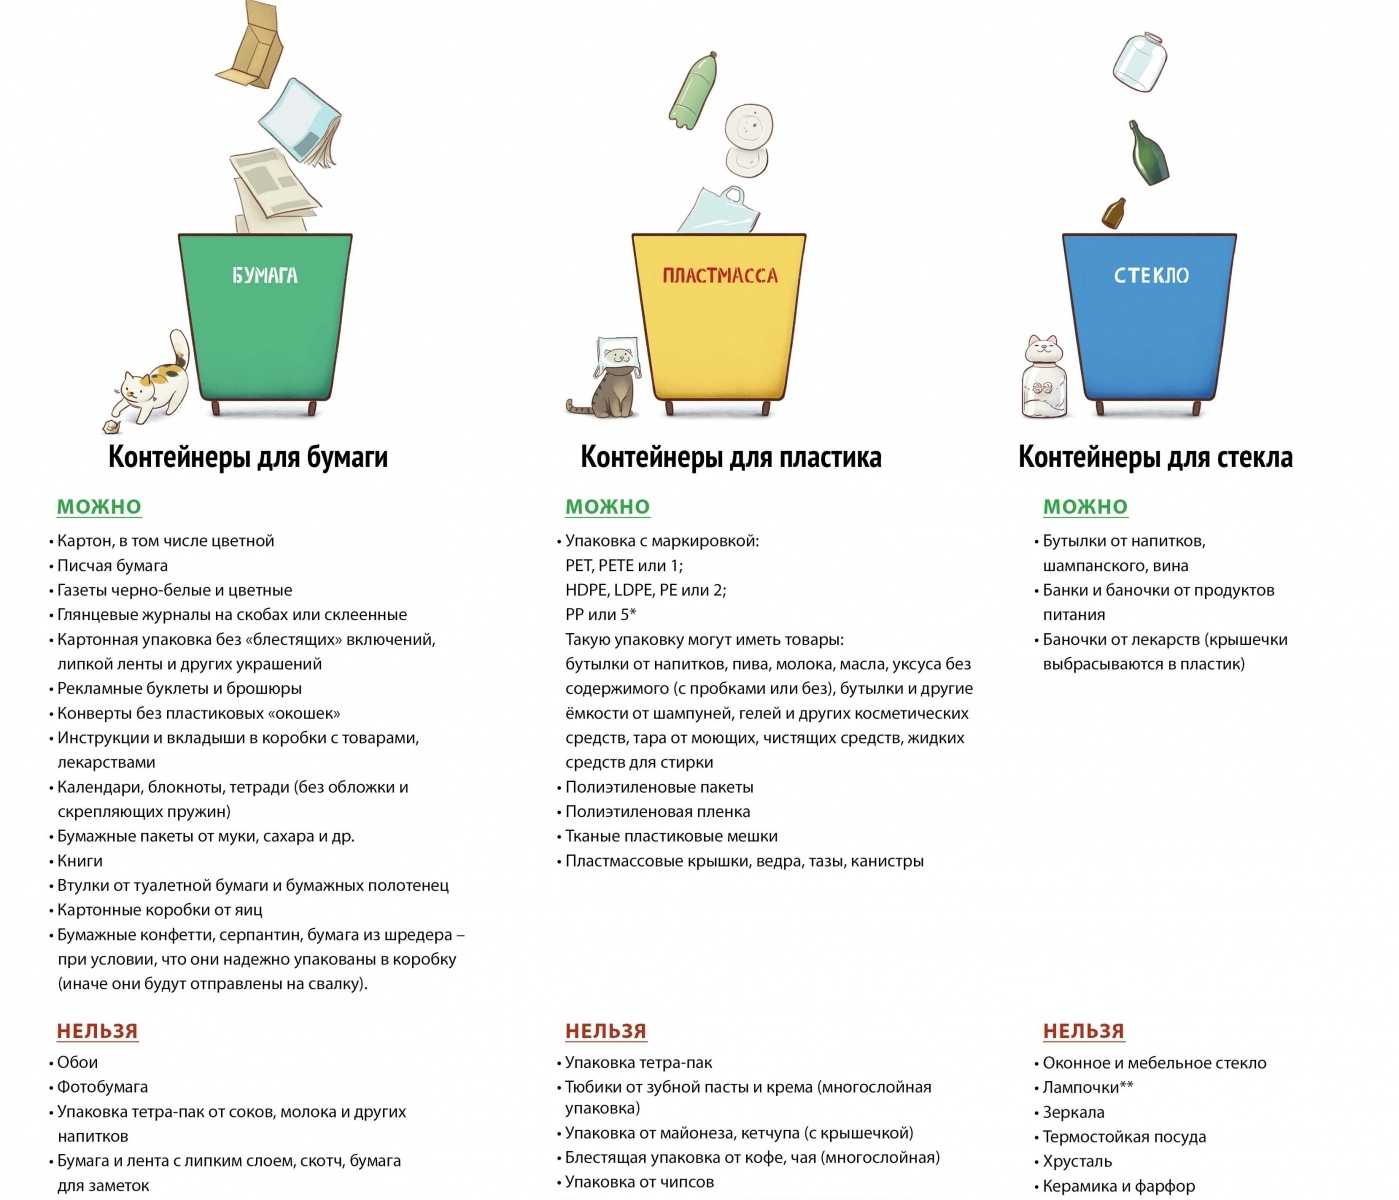 БУМАГА
Контейнеры для бумаги
МОЖНО
• Картон, в том числе цветной
• Писчая бумага
• Газеты черно-белые и цветные
• Глянцевые журналы на скобах или склеенные
• Картонная упаковка без «блестящих» включений,
липкой ленты и других украшений
• Рекламные буклеты и брошюры
• Конверты без пластиковых «окошек»
• Инструкции и вкладыши в коробки с товарами,
лекарствами
• Календари, блокноты, тетради (без обложки и
скрепляющих пружин)
• Бумажные пакеты от муки, сахара и др.
• Книги
• Втулки от туалетной бумаги и бумажных полотенец
• Картонные коробки от яиц
• Бумажные конфетти, серпантин, бумага из шредера –
при условии, что они надежно упакованы в коробку
(иначе они будут отправлены на свалку).
НЕЛЬЗЯ
• Обои
• Фотобумага
• Упаковка тетра-пак от соков, молока и других
напитков
• Бумага и лента с липким слоем, скотч, бумага
для заметок
ПЛАСТМАССА
Контейнеры для пластика
МОЖНО
• Упаковка с маркировкой:
PET, PETE или 1;
HDPE, LDPE, PE или 2;
PP или 5*
Такую упаковку могут иметь товары:
бутылки от напитков, пива, молока, масла, уксуса без
содержимого (с пробками или без), бутылки и другие
ёмкости от шампуней, гелей и других косметических
средств, тара от моющих, чистящих средств, жидких
средств для стирки
• Полиэтиленовые пакеты
• Полиэтиленовая пленка
• Тканые пластиковые мешки
• Пластмассовые крышки, ведра, тазы, канистры
НЕЛЬЗЯ
• Упаковка тетра-пак
• Тюбики от зубной пасты и крема (многослойная
упаковка)
• Упаковка от майонеза, кетчупа (с крышечкой)
• Блестящая упаковка от кофе, чая (многослойная)
• Упаковка от чипсов
СТЕКЛО
Контейнеры для стекла
МОЖНО
• Бутылки от напитков,
шампанского, вина
• Банки и баночки от продуктов
питания
• Баночки от лекарств (крышечки
выбрасываются в пластик)
НЕЛЬЗЯ
• Оконное и мебельное стекло
• Лампочки**
• Зеркала
• Термостойкая посуда
• Хрусталь
• Керамика и фарфор